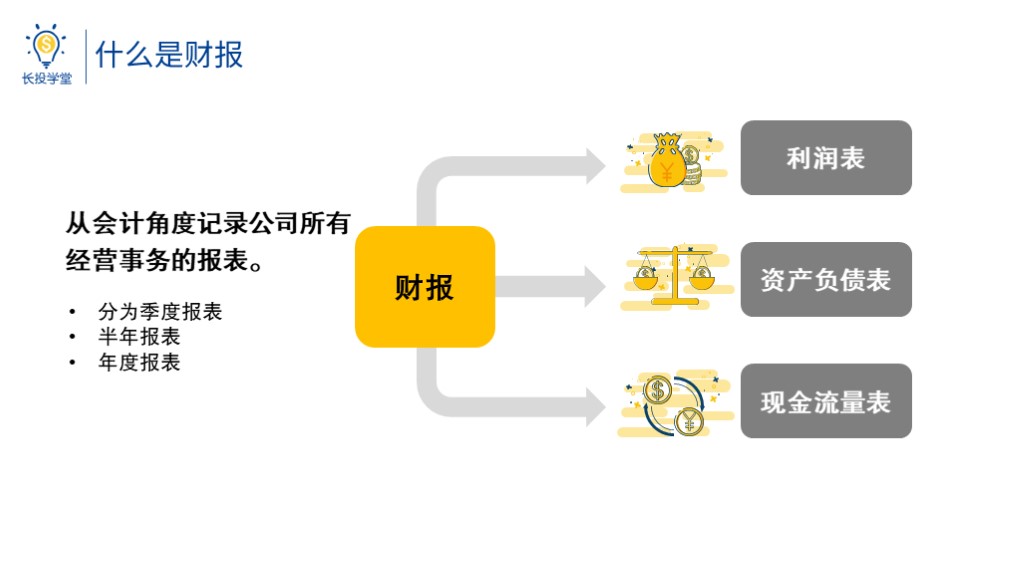 长投学堂
什么是财报
从会计角度记录公司所有
经营事务的报表。
• 分为季度报表
• 半年报表
• 年度报表
财报
利润表
资产负债表
现金流量表